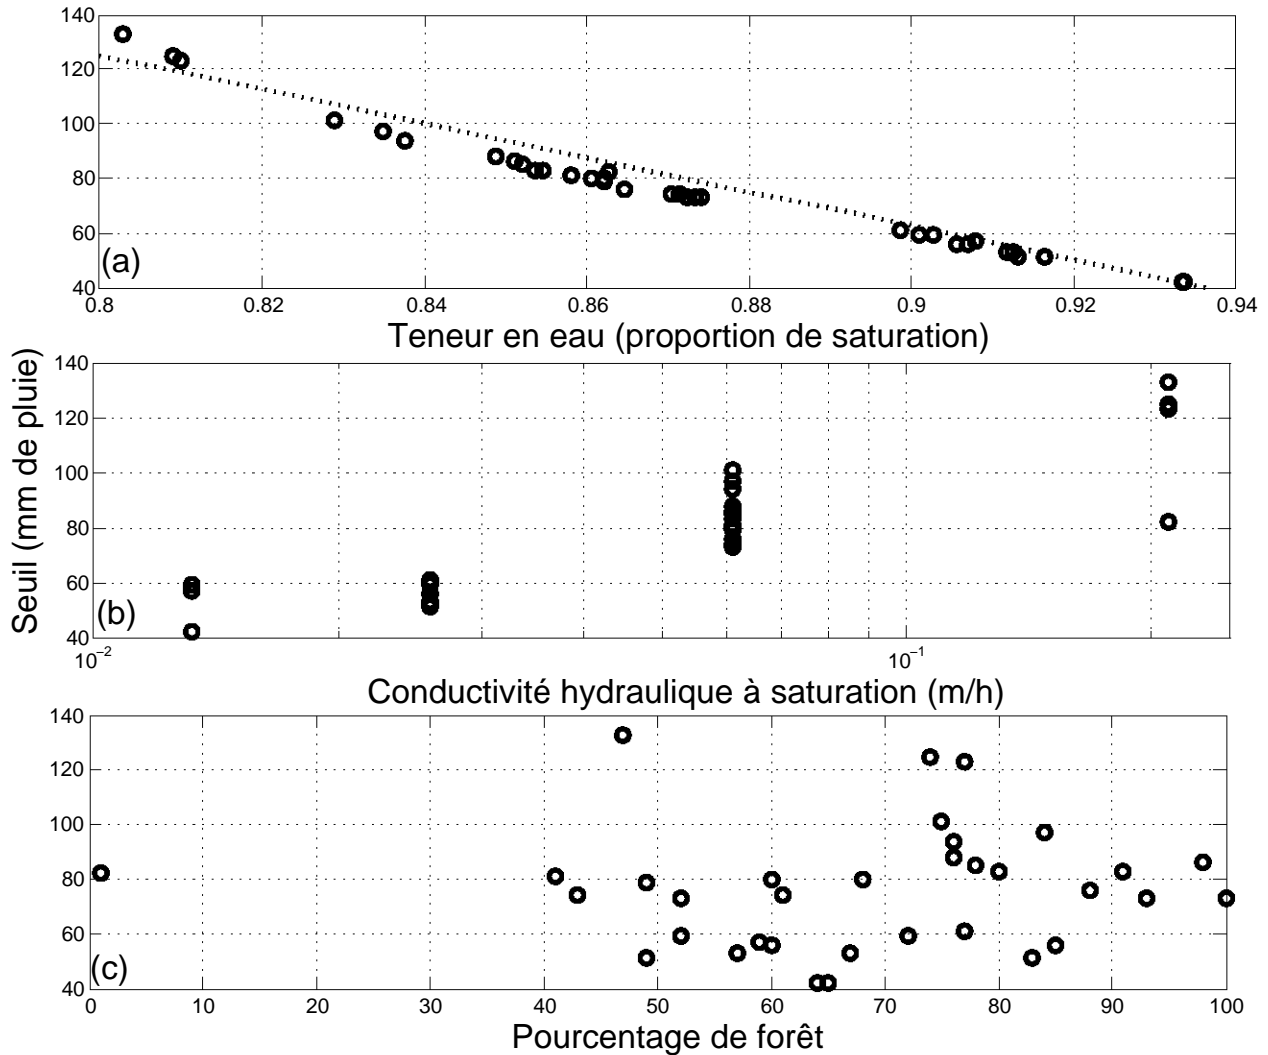 140
120
100
80
60
40
(a)
0.8 0.82 0.84 0.86 0.88 0.9 0.92 0.94
Teneur en eau (proportion de saturation)
Seuil (mm de pluie)
140
120
100
80
60
40
(b)
10⁻² 10⁻¹
Conductivité hydraulique à saturation (m/h)
140
120
100
80
60
40
(c)
0 10 20 30 40 50 60 70 80 90 100
Pourcentage de forêt